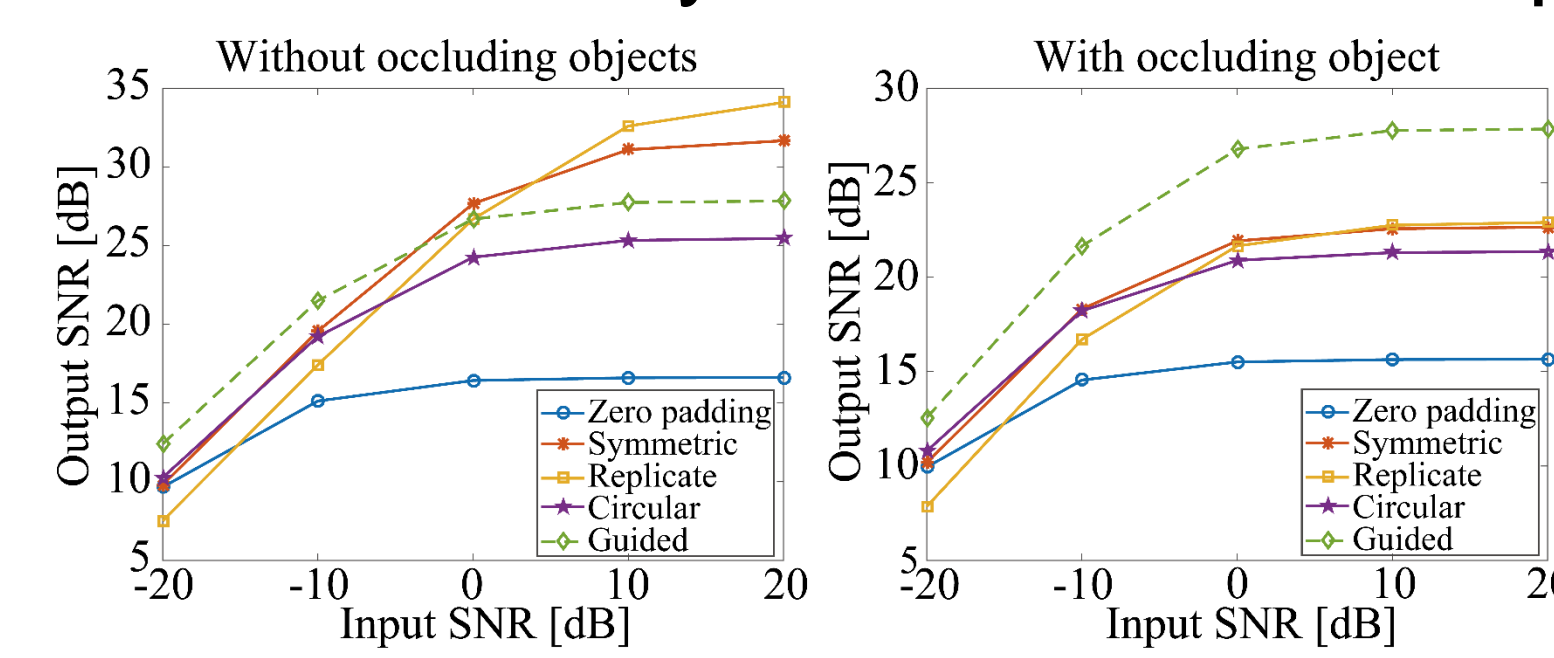 Without occluding objects
35
30
25
20
15
10
5
Output SNR [dB]
-20 -10 0 10 20
Input SNR [dB]
Zero padding
Symmetric
Replicate
Circular
Guided
With occluding object
30
25
20
15
10
5
Output SNR [dB]
-20 -10 0 10
Input SNR [dB]
Zero padding
Symmetric
Replicate
Circular
Guided